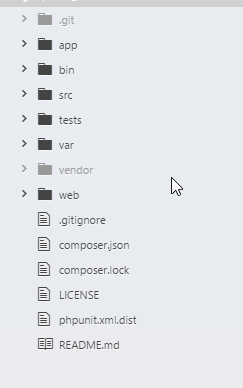 .git
app
bin
src
tests
var
vendor
web
.gitignore
composer.json
composer.lock
LICENSE
phpunit.xml.dist
README.md